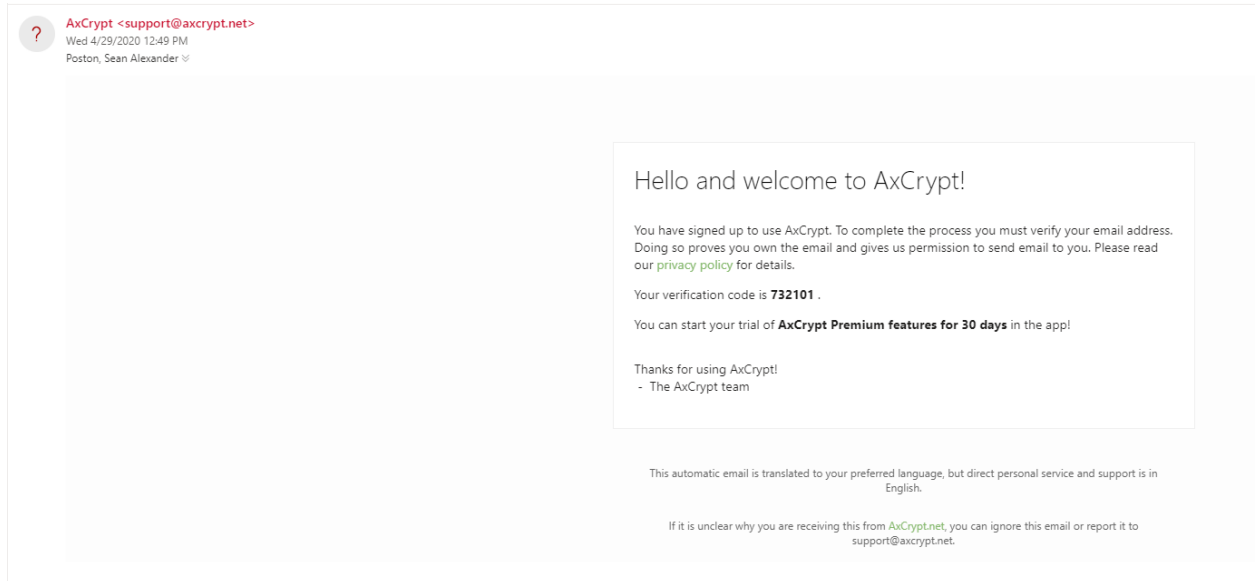 ?
AxCrypt <support@axcrypt.net>
Wed 4/29/2020 12:49 PM
Poston, Sean Alexander
Hello and welcome to AxCrypt!
You have signed up to use AxCrypt. To complete the process you must verify your email address.
Doing so proves you own the email and gives us permission to send email to you. Please read
our privacy policy for details.
Your verification code is 732101 .
You can start your trial of AxCrypt Premium features for 30 days in the app!
Thanks for using AxCrypt!
- The AxCrypt team
This automatic email is translated to your preferred language, but direct personal service and support is in
English.
If it is unclear why you are receiving this from AxCrypt.net, you can ignore this email or report it to
support@axcrypt.net.